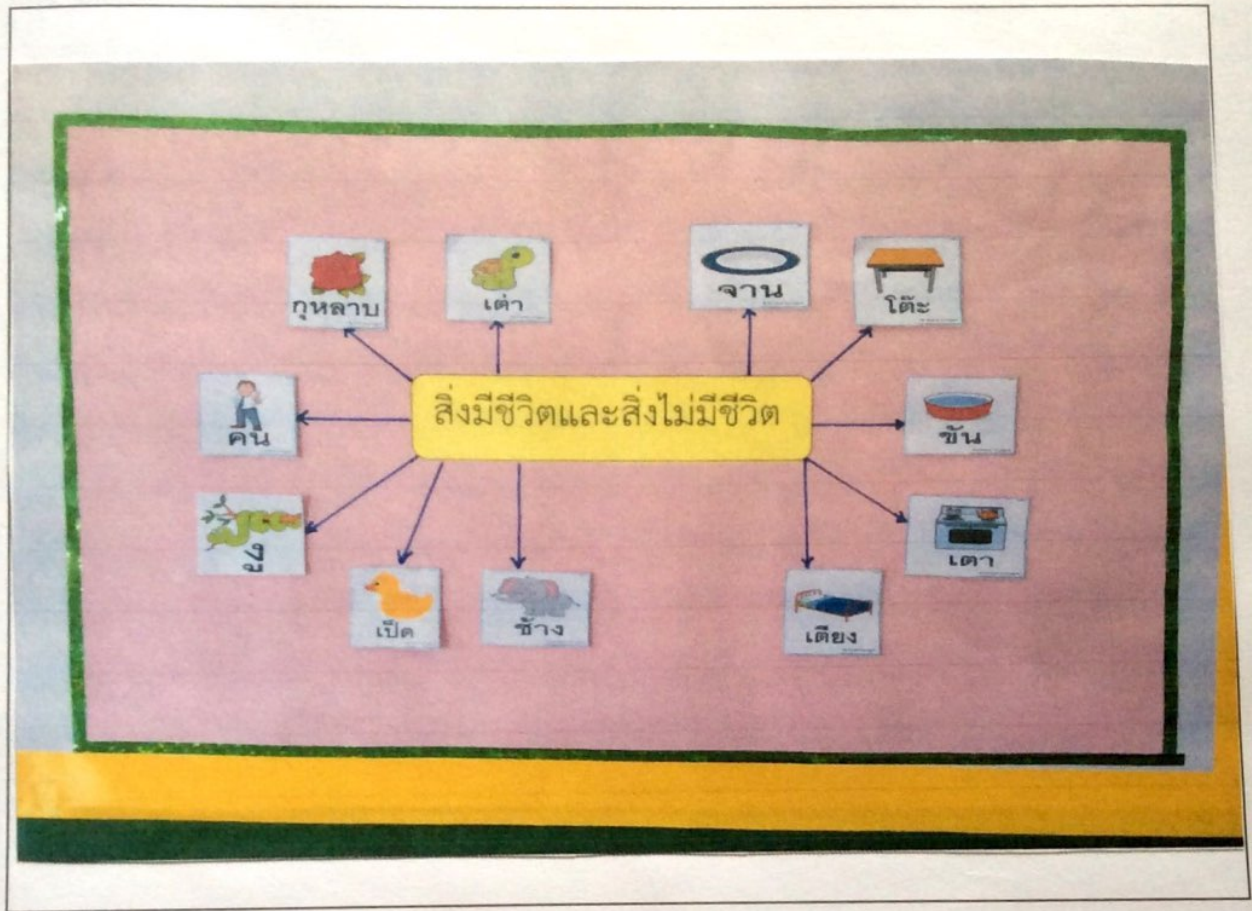 กุหลาบ
เต่า
จาน
โต๊ะ
สิ่งมีชีวิตและสิ่งไม่มีชีวิต
คน
ขัน
งู
เตา
เป็ด
ช้าง
เตียง